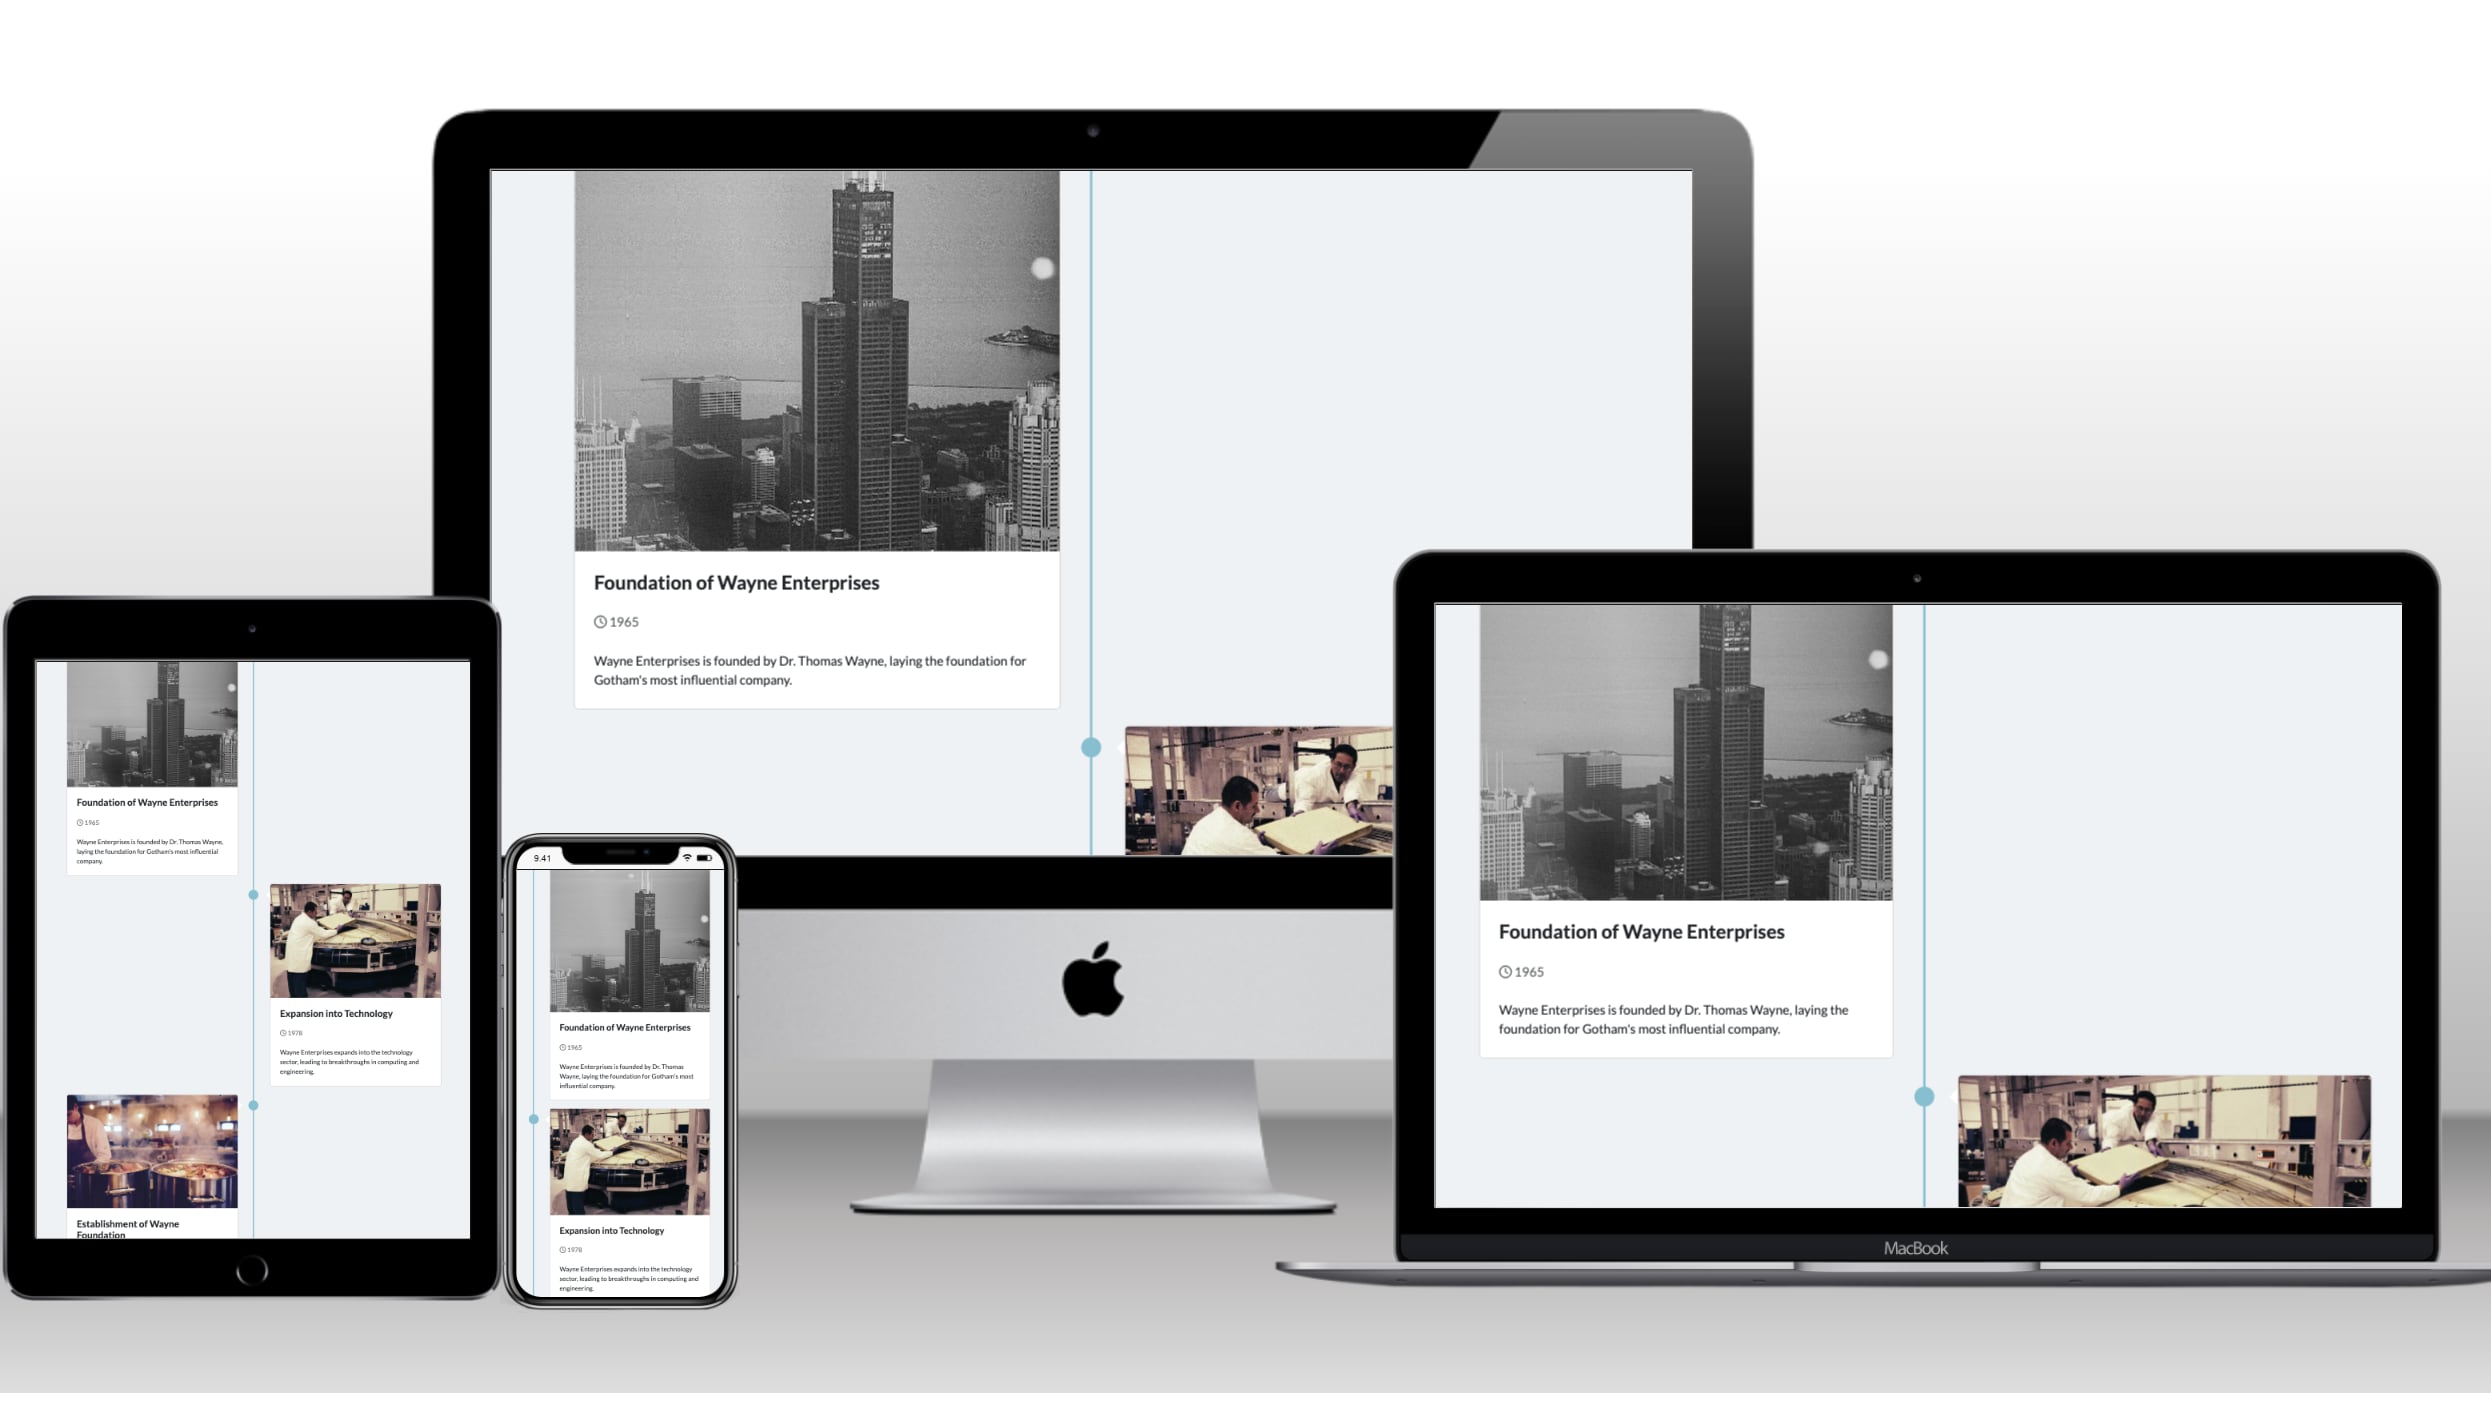 Foundation of Wayne Enterprises
1965
Wayne Enterprises is founded by Dr. Thomas Wayne, laying the foundation for
Gotham's most influential company.
Foundation of Wayne Enterprises
1965
Wayne Enterprises is founded by Dr. Thomas Wayne,
laying the foundation for Gotham's most influential
company.
Expansion into Technology
1978
Wayne Enterprises expands into the technology
sector, leading to breakthroughs in computing and
engineering.
Establishment of Wayne
Foundation
9.41
Foundation of Wayne Enterprises
1965
Wayne Enterprises is founded by Dr. Thomas
Wayne, laying the foundation for Gotham's most
influential company.
Expansion into Technology
1978
Wayne Enterprises expands into the technology
sector, leading to breakthroughs in computing and
engineering.
Foundation of Wayne Enterprises
1965
Wayne Enterprises is founded by Dr. Thomas Wayne, laying the
foundation for Gotham's most influential company.
MacBook